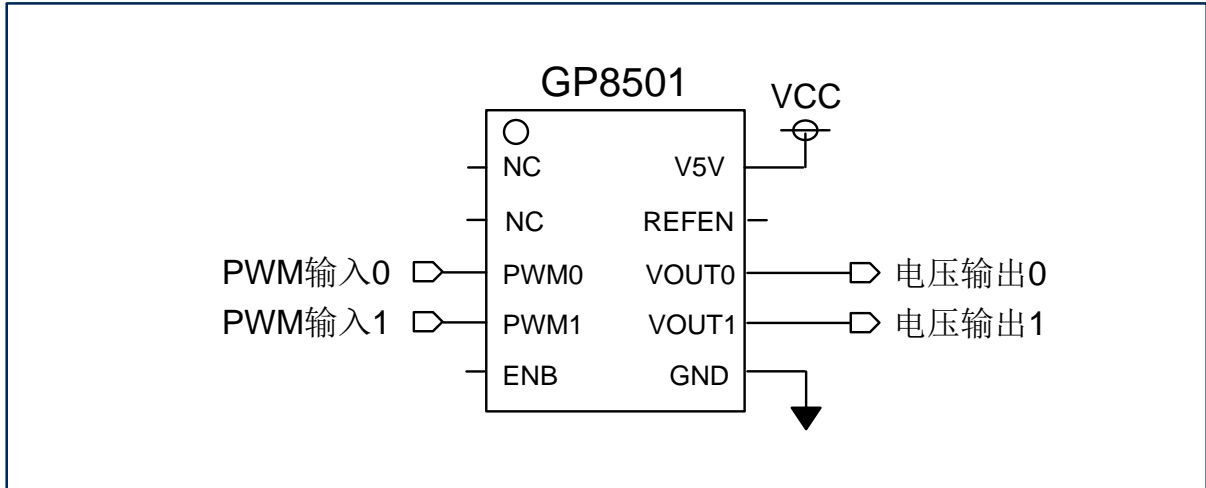 GP8501
VCC
NC V5V
NC REFEN
PWM输入0 PWM0 VOUT0 电压输出0
PWM输入1 PWM1 VOUT1 电压输出1
ENB GND